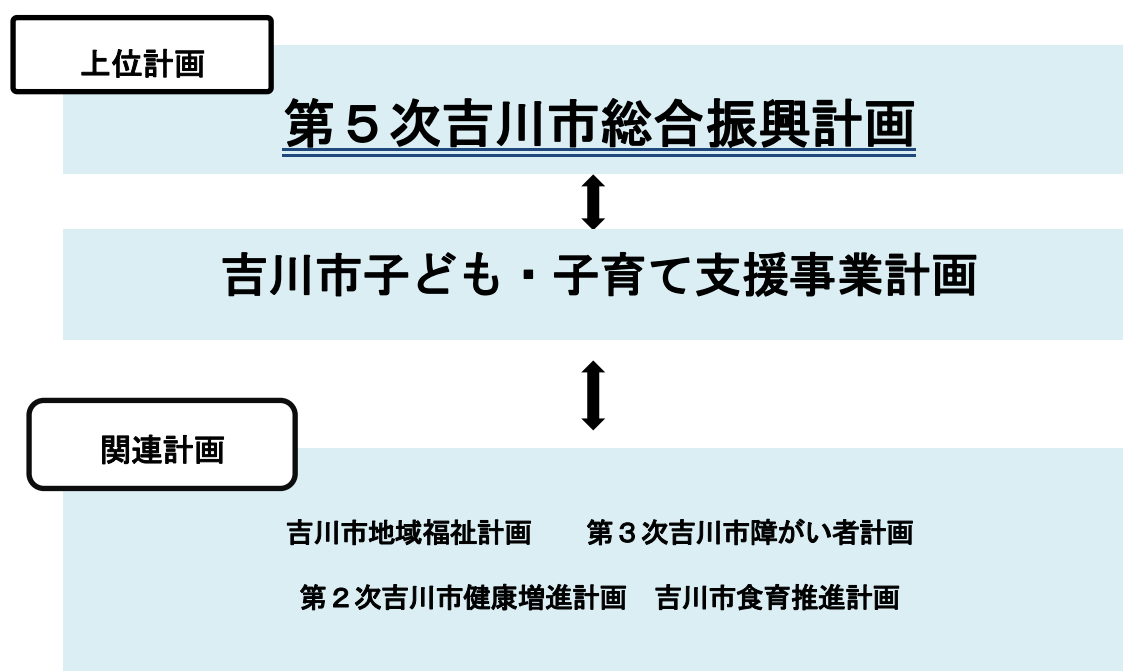 上位計画
第５次吉川市総合振興計画
吉川市子ども・子育て支援事業計画
関連計画
吉川市地域福祉計画　　第３次吉川市障がい者計画
第２次吉川市健康増進計画　吉川市食育推進計画